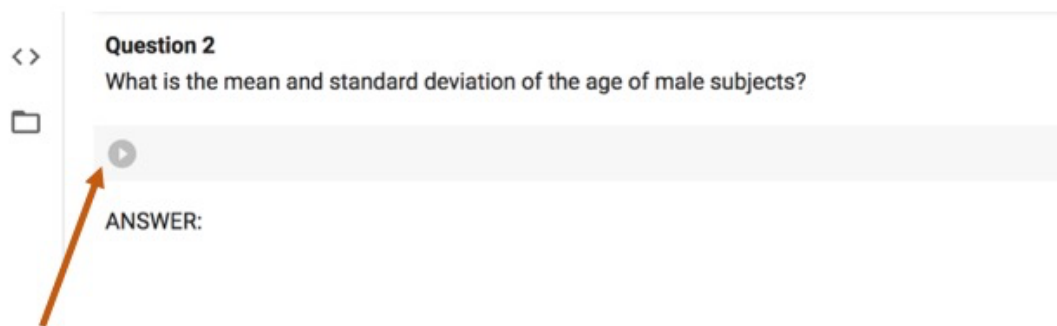 Question 2
What is the mean and standard deviation of the age of male subjects?
ANSWER: